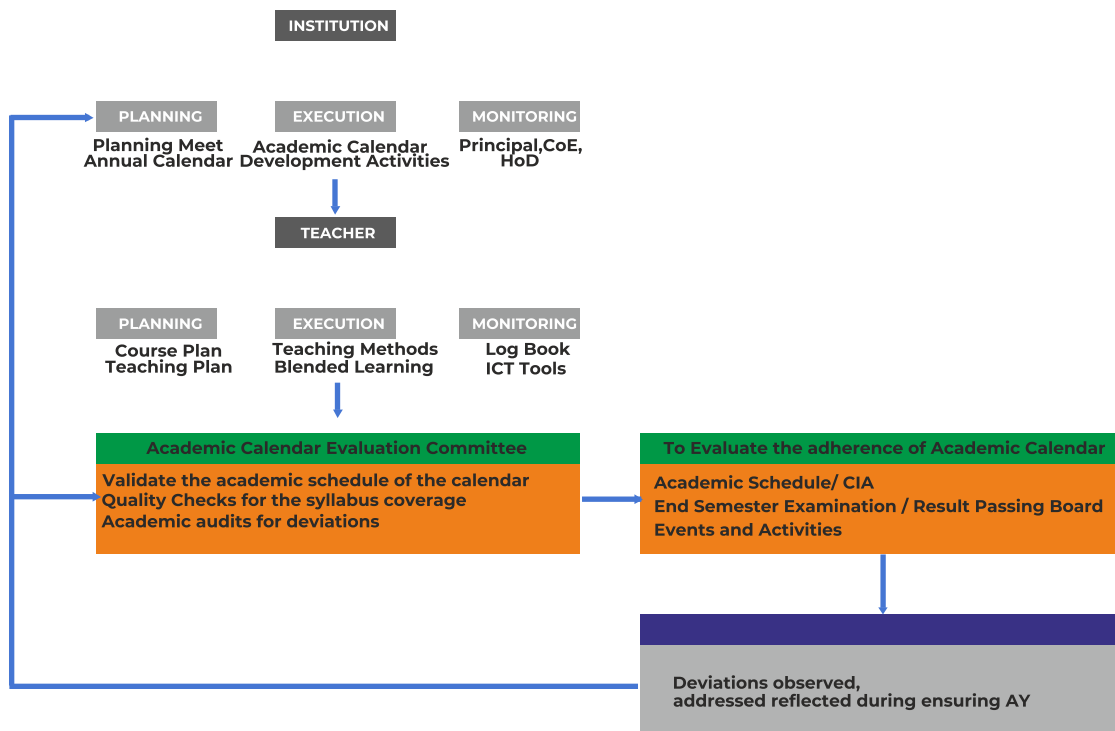 INSTITUTION
PLANNING
EXECUTION
MONITORING
Planning Meet
Annual Calendar
Academic Calendar
Development Activities
Principal,CoE,
HoD
TEACHER
PLANNING
EXECUTION
MONITORING
Course Plan
Teaching Plan
Teaching Methods
Blended Learning
Log Book
ICT Tools
Academic Calendar Evaluation Committee
Validate the academic schedule of the calendar
Quality Checks for the syllabus coverage
Academic audits for deviations
To Evaluate the adherence of Academic Calendar
Academic Schedule/ CIA
End Semester Examination / Result Passing Board
Events and Activities
Deviations observed,
addressed reflected during ensuring AY